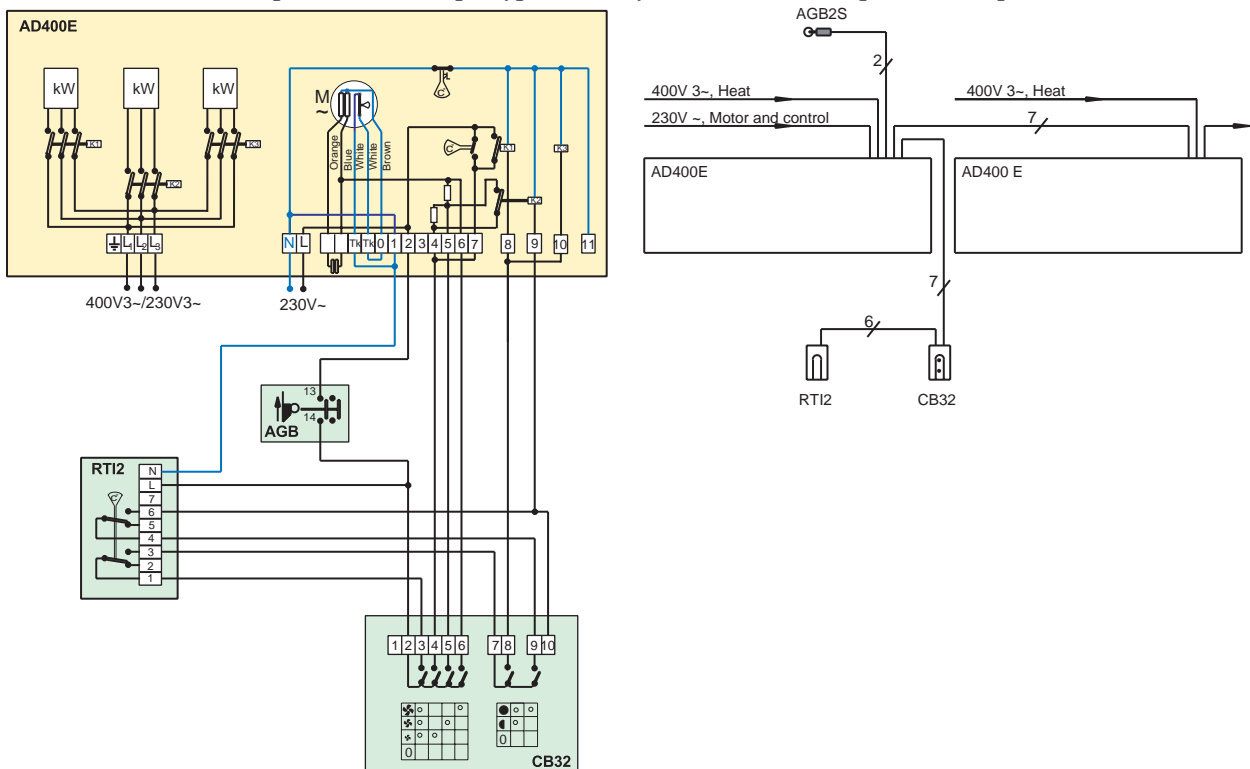 AD400E
kW kW kW
K1 K3
K2
L1 L2 L3
400V3~/230V3~
M
~
Orange
Blue
White
White
Brown
C°
C°
K1
K3
K2
N L Tk Tk 0 1 2 3 4 5 6 7 8 9 10 11
230V~
13
14
AGB
RTI2
C°
N
L
7
6
5
4
3
2
1
1 2 3 4 5 6 7 8 9 10
0
0
CB32
AGB2S
2
400V 3~, Heat
230V ~, Motor and control
400V 3~, Heat
7
AD400E
AD400 E
7
6
RTI2
CB32